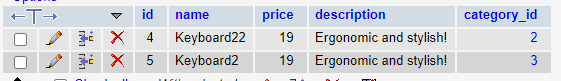 id name price description category_id
4 Keyboard22 19 Ergonomic and stylish! 2
5 Keyboard2 19 Ergonomic and stylish! 3